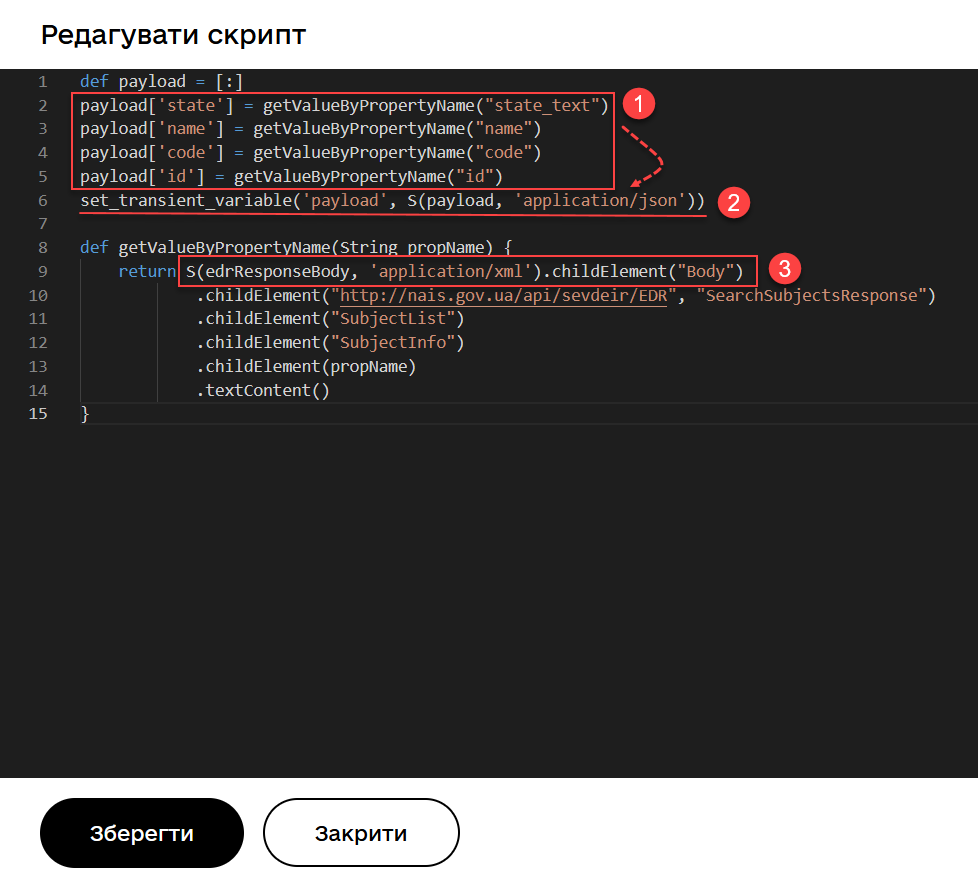 Редагувати скрипт
1 def payload = [:]
2 payload['state'] = getValueByPropertyName("state_text") 1
3 payload['name'] = getValueByPropertyName("name")
4 payload['code'] = getValueByPropertyName("code")
5 payload['id'] = getValueByPropertyName("id")
6 set_transient_variable('payload', S(payload, 'application/json')) 2
7
8 def getValueByPropertyName(String propName) {
9 return S(edrResponseBody, 'application/xml').childElement("Body") 3
10 .childElement("http://nais.gov.ua/api/sevdeir/EDR", "SearchSubjectsResponse")
11 .childElement("SubjectList")
12 .childElement("SubjectInfo")
13 .childElement(propName)
14 .textContent()
15 }
Зберегти Закрити